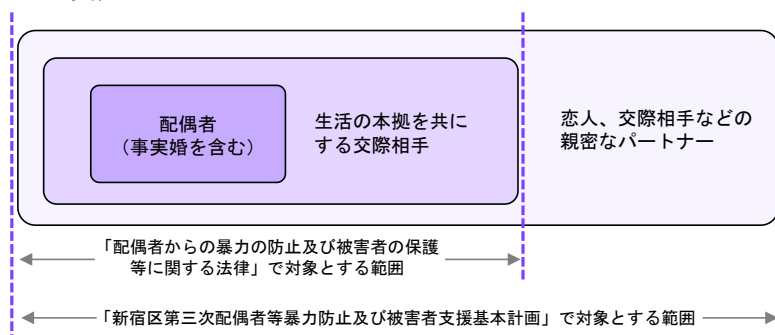 配偶者
（事実婚を含む）
生活の本拠を共に
する交際相手
恋人、交際相手などの
親密なパートナー
「配偶者からの暴力の防止及び被害者の保護
等に関する法律」で対象とする範囲
「新宿区第三次配偶者等暴力防止及び被害者支援基本計画」で対象とする範囲